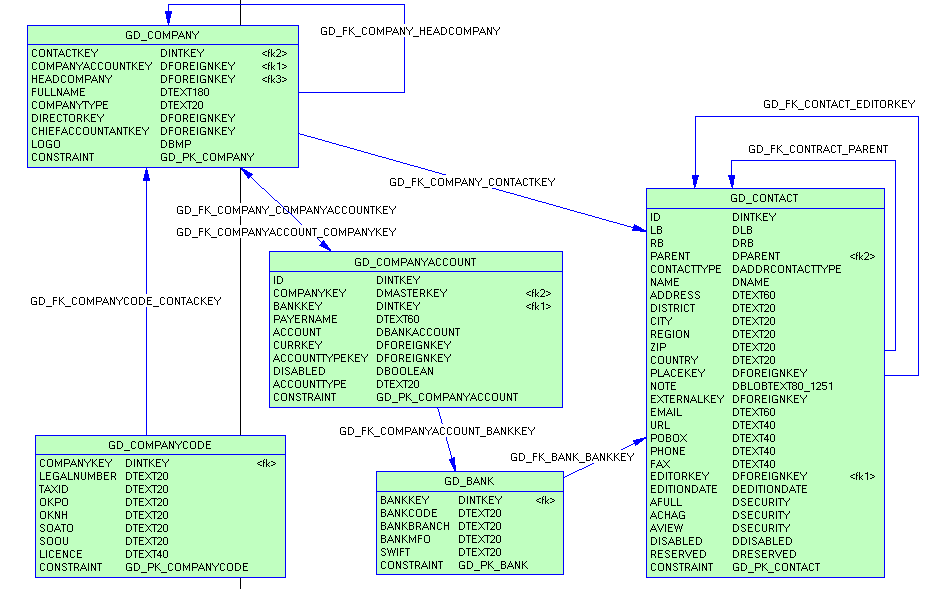 GD_FK_COMPANY_HEADCOMPANY
GD_COMPANY
CONTACTKEY DINTKEY <fk2>
COMPANYACCOUNTKEY DFOREIGNKEY <fk1>
HEADCOMPANY DFOREIGNKEY <fk3>
FULLNAME DTEXT180
COMPANYTYPE DTEXT20
DIRECTORKEY DFOREIGNKEY
CHIEFACCOUNTANTKEY DFOREIGNKEY
LOGO DBMP
CONSTRAINT GD_PK_COMPANY
GD_FK_CONTACT_EDITORKEY
GD_FK_CONTRACT_PARENT
GD_FK_COMPANY_CONTACTKEY
GD_FK_COMPANY_COMPANYACCOUNTKEY
GD_FK_COMPANYACCOUNT_COMPANYKEY
GD_CONTACT
ID DINTKEY
LB DLB
RB DRB
PARENT DPARENT <fk2>
CONTACTTYPE DADDRCONTACTTYPE
NAME DNAME
ADDRESS DTEXT60
DISTRICT DTEXT20
CITY DTEXT20
REGION DTEXT20
ZIP DTEXT20
COUNTRY DTEXT20
PLACEKEY DFOREIGNKEY
NOTE DBLOBTEXT80_1251
EXTERNALKEY DFOREIGNKEY
EMAIL DTEXT60
URL DTEXT40
POBOX DTEXT40
PHONE DTEXT40
FAX DTEXT40
EDITORKEY DFOREIGNKEY <fk1>
EDITIONDATE DEDITIONDATE
AFULL DSECURITY
ACHAG DSECURITY
AVIEW DSECURITY
DISABLED DDISABLED
RESERVED DRESERVED
CONSTRAINT GD_PK_CONTACT
GD_COMPANYACCOUNT
ID DINTKEY
COMPANYKEY DMASTERKEY <fk2>
BANKKEY DINTKEY <fk1>
PAYERNAME DTEXT60
ACCOUNT DBANKACCOUNT
CURRKEY DFOREIGNKEY
ACCOUNTTYPEKEY DFOREIGNKEY
DISABLED DBOOLEAN
ACCOUNTTYPE DTEXT20
CONSTRAINT GD_PK_COMPANYACCOUNT
GD_FK_COMPANYCODE_CONTACKEY
GD_FK_COMPANYACCOUNT_BANKKEY
GD_FK_BANK_BANKKEY
GD_COMPANYCODE
COMPANYKEY DINTKEY <fk>
LEGALNUMBER DTEXT20
TAXID DTEXT20
OKPO DTEXT20
OKNH DTEXT20
SOATO DTEXT20
SOOU DTEXT20
LICENCE DTEXT40
CONSTRAINT GD_PK_COMPANYCODE
GD_BANK
BANKKEY DINTKEY <fk>
BANKCODE DTEXT20
BANKBRANCH DTEXT20
BANKMFO DTEXT20
SWIFT DTEXT20
CONSTRAINT GD_PK_BANK